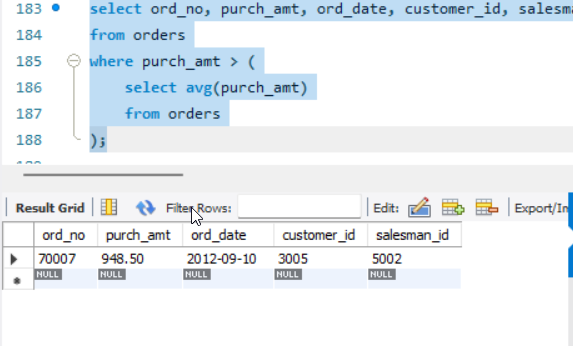 183 select ord_no, purch_amt, ord_date, customer_id, salesma
184 from orders
185 where purch_amt > (
186 select avg(purch_amt)
187 from orders
188 );
Result Grid Filter Rows: Edit: Export/Im
ord_no purch_amt ord_date customer_id salesman_id
70007 948.50 2012-09-10 3005 5002
NULL NULL NULL NULL NULL